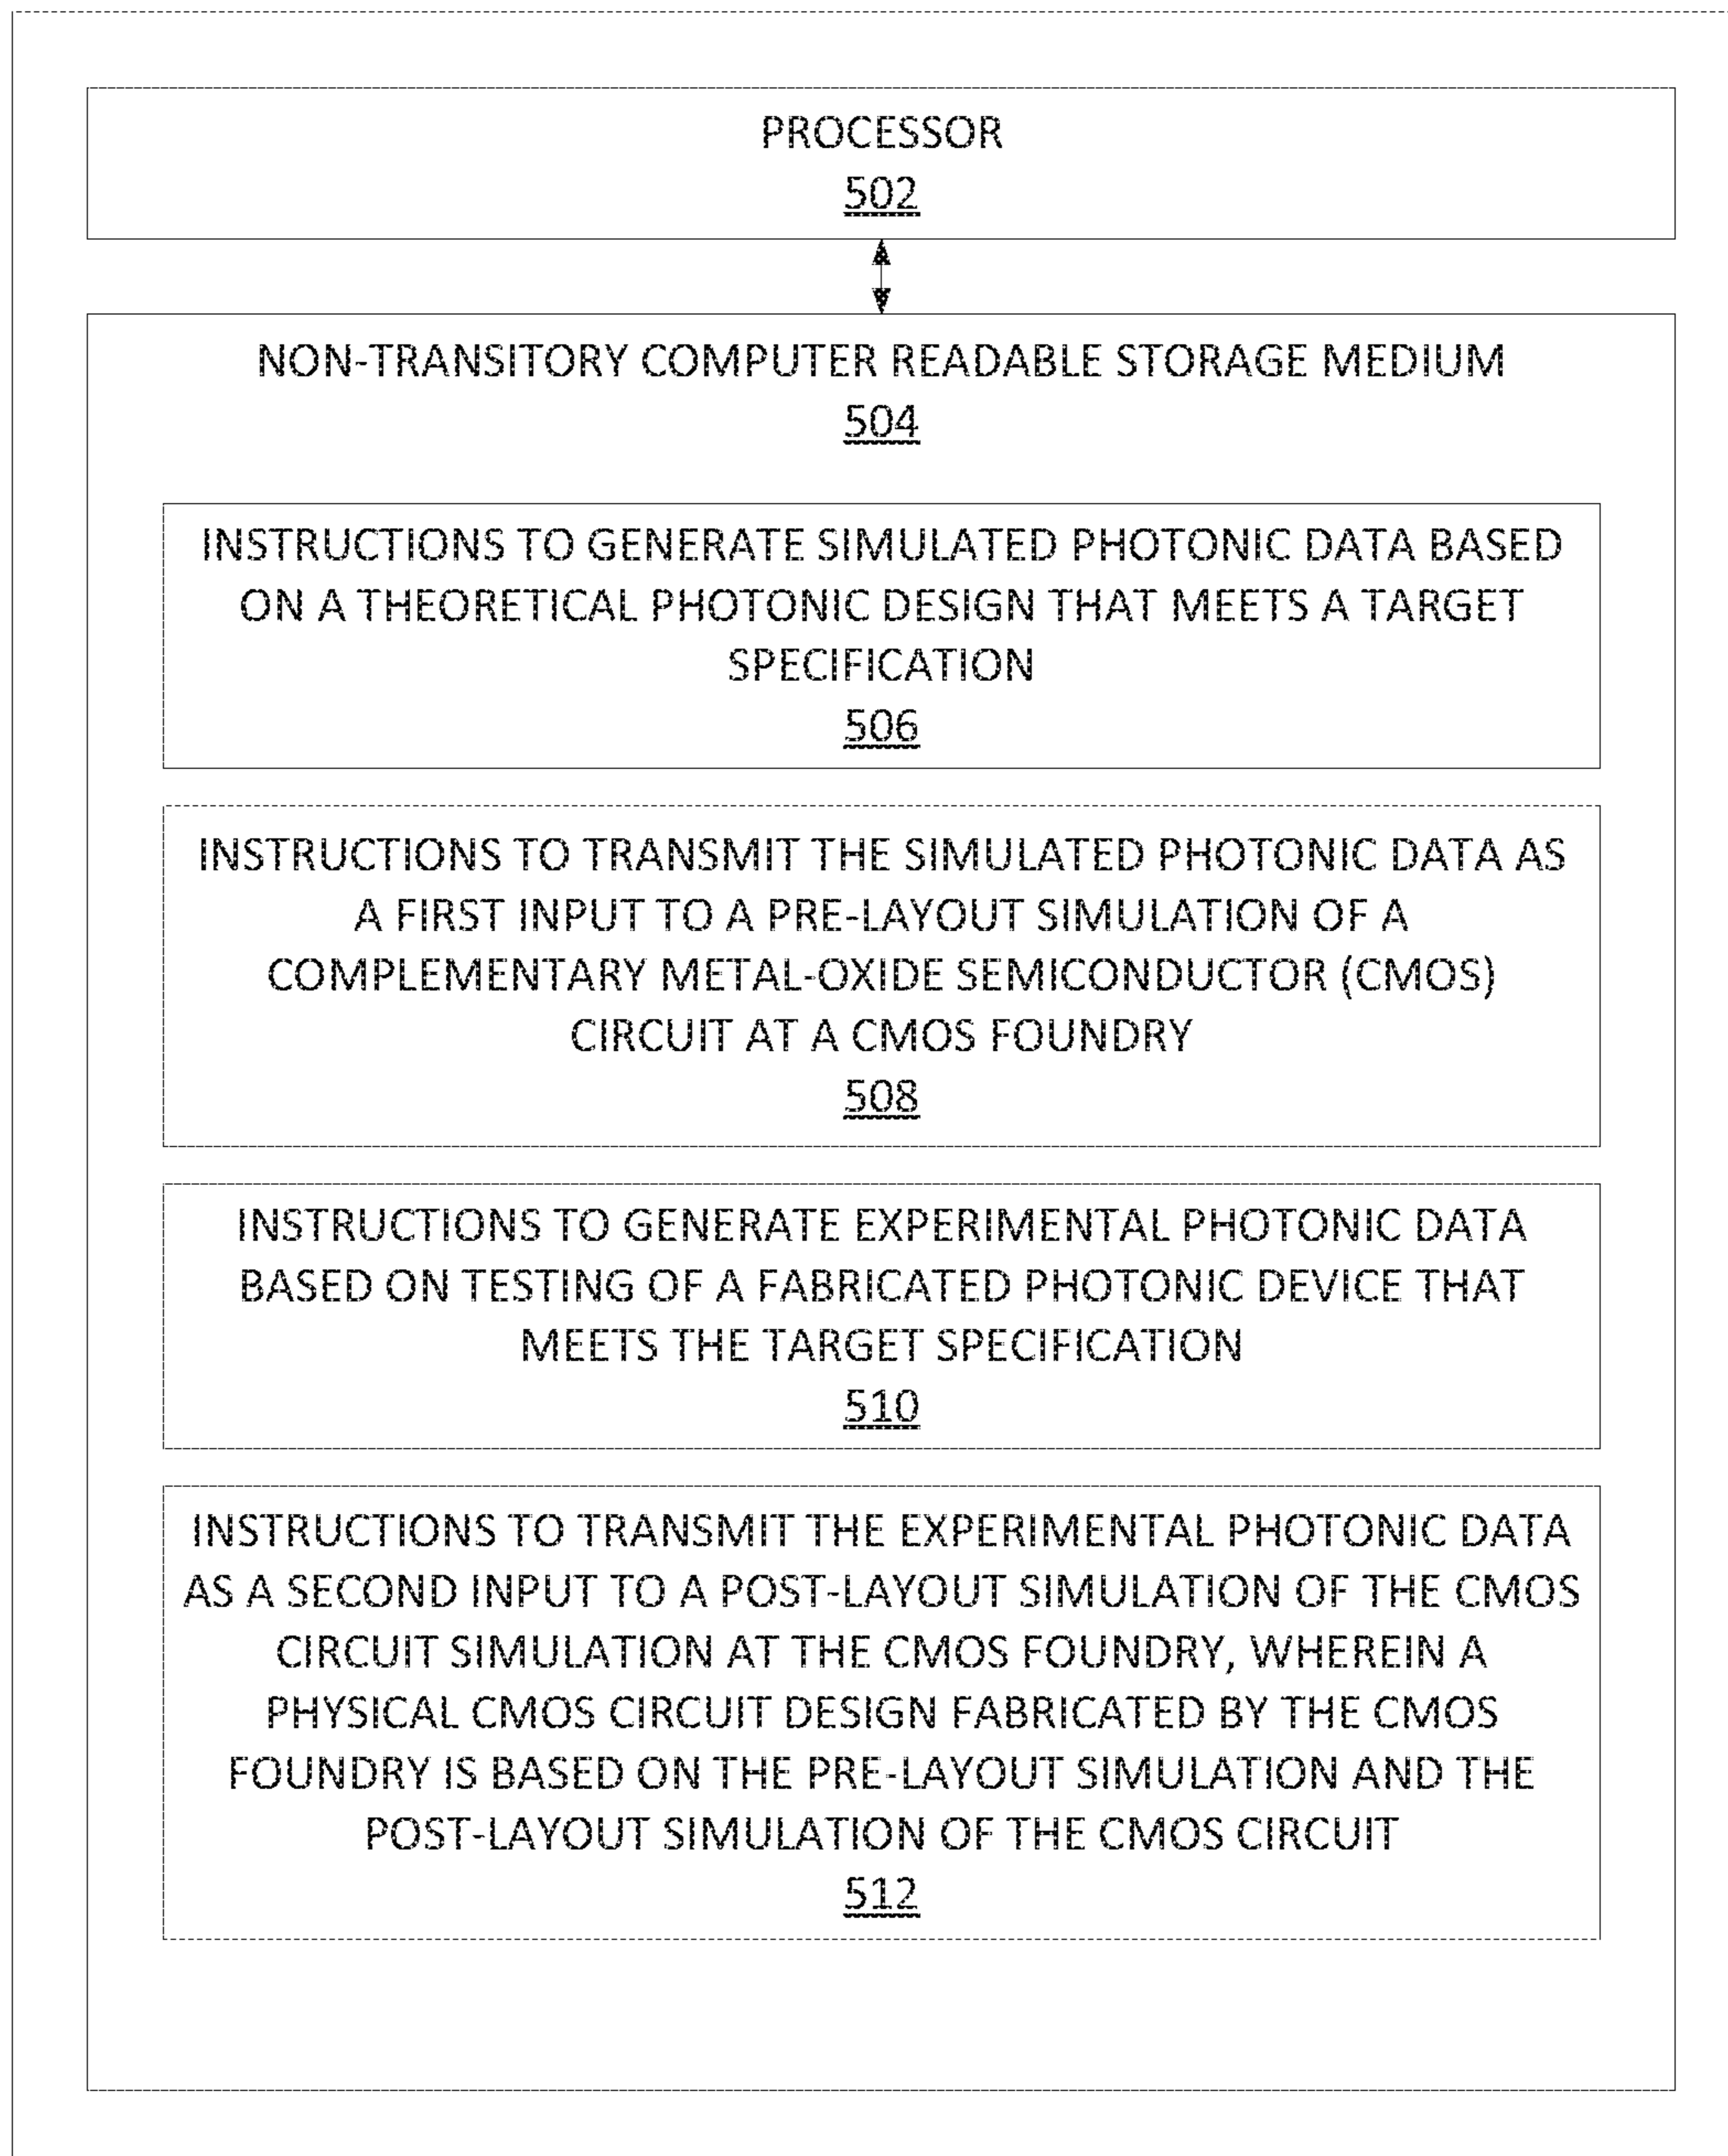 PROCESSOR
502
NON-TRANSITORY COMPUTER READABLE STORAGE MEDIUM
504
INSTRUCTIONS TO GENERATE SIMULATED PHOTONIC DATA BASED
ON A THEORETICAL PHOTONIC DESIGN THAT MEETS A TARGET
SPECIFICATION
506
INSTRUCTIONS TO TRANSMIT THE SIMULATED PHOTONIC DATA AS
A FIRST INPUT TO A PRE-LAYOUT SIMULATION OF A
COMPLEMENTARY METAL-OXIDE SEMICONDUCTOR (CMOS)
CIRCUIT AT A CMOS FOUNDRY
508
INSTRUCTIONS TO GENERATE EXPERIMENTAL PHOTONIC DATA
BASED ON TESTING OF A FABRICATED PHOTONIC DEVICE THAT
MEETS THE TARGET SPECIFICATION
510
INSTRUCTIONS TO TRANSMIT THE EXPERIMENTAL PHOTONIC DATA
AS A SECOND INPUT TO A POST-LAYOUT SIMULATION OF THE CMOS
CIRCUIT SIMULATION AT THE CMOS FOUNDRY, WHEREIN A
PHYSICAL CMOS CIRCUIT DESIGN FABRICATED BY THE CMOS
FOUNDRY IS BASED ON THE PRE-LAYOUT SIMULATION AND THE
POST-LAYOUT SIMULATION OF THE CMOS CIRCUIT
512